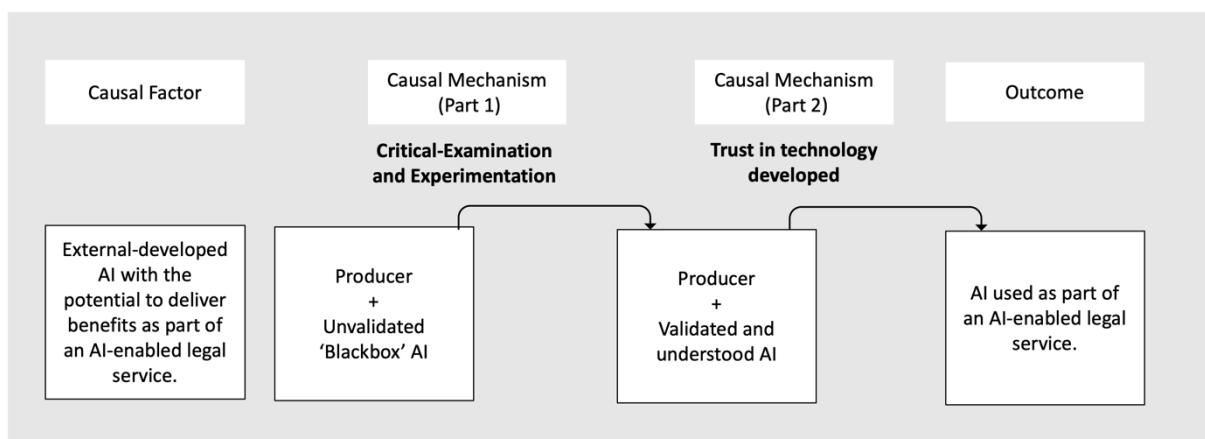 Causal Factor
Causal Mechanism
(Part 1)
Causal Mechanism
(Part 2)
Outcome
Critical-Examination
and Experimentation
Trust in technology
developed
External-developed
AI with the
potential to deliver
benefits as part of
an AI-enabled legal
service.
Producer
+
Unvalidated
‘Blackbox’ AI
Producer
+
Validated and
understood AI
AI used as part of
an AI-enabled legal
service.